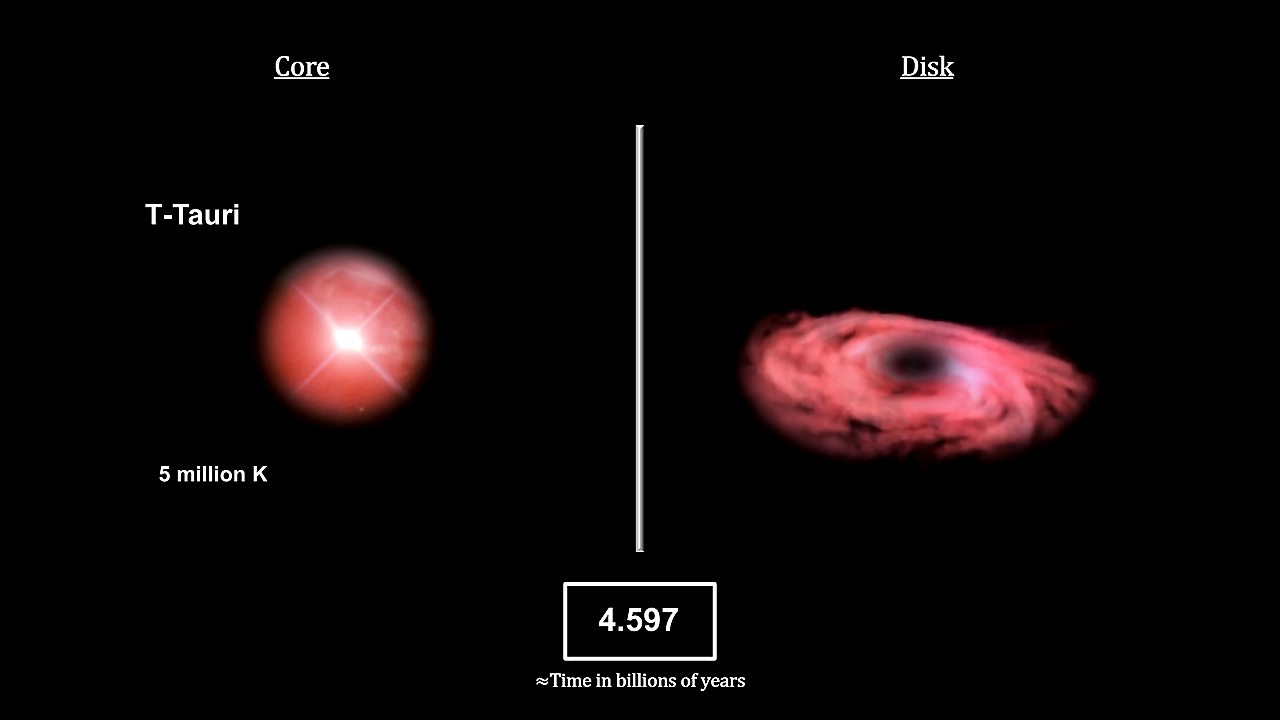 Core
Disk
T-Tauri
5 million K
4.597
≈Time in billions of years